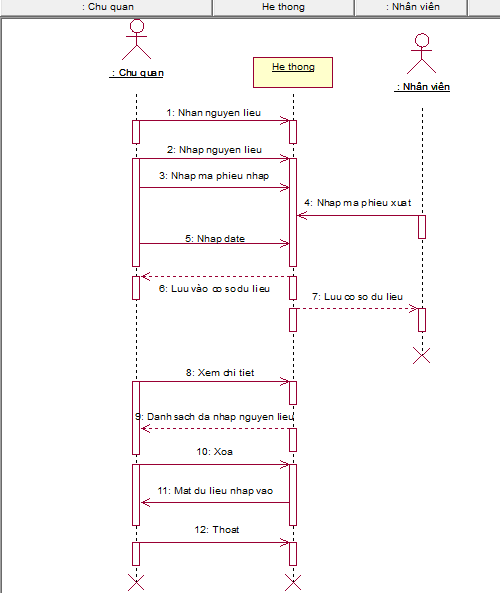 : Chu quan
He thong
: Nhân viên
: Chu quan
He thong
: Nhân viên
1: Nhan nguyen lieu
2: Nhap nguyen lieu
3: Nhap ma phieu nhap
4: Nhap ma phieu xuat
5: Nhap date
6: Luu vào co so du lieu
7: Luu co so du lieu
8: Xem chi tiet
9: Danh sach da nhap nguyen lieu
10: Xoa
11: Mat du lieu nhap vao
12: Thoat